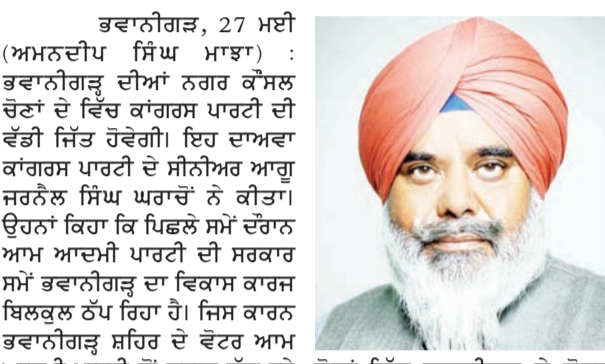 ਭਵਾਨੀਗੜ, 27 ਮਈ
(ਅਮਨਦੀਪ ਸਿੰਘ ਮਾਝਾ) :
ਭਵਾਨੀਗੜ੍ਹ ਦੀਆਂ ਨਗਰ ਕੌਂਸਲ
ਚੋਣਾਂ ਦੇ ਵਿੱਚ ਕਾਂਗਰਸ ਪਾਰਟੀ ਦੀ
ਵੱਡੀ ਜਿੱਤ ਹੋਵੇਗੀ। ਇਹ ਦਾਅਵਾ
ਕਾਂਗਰਸ ਪਾਰਟੀ ਦੇ ਸੀਨੀਅਰ ਆਗੂ
ਜਰਨੈਲ ਸਿੰਘ ਘਰਾਚੋਂ ਨੇ ਕੀਤਾ।
ਉਹਨਾਂ ਕਿਹਾ ਕਿ ਪਿਛਲੇ ਸਮੇਂ ਦੌਰਾਨ
ਆਮ ਆਦਮੀ ਪਾਰਟੀ ਦੀ ਸਰਕਾਰ
ਸਮੇਂ ਭਵਾਨੀਗੜ੍ਹ ਦਾ ਵਿਕਾਸ ਕਾਰਜ
ਬਿਲਕੁਲ ਠੱਪ ਰਿਹਾ ਹੈ। ਜਿਸ ਕਾਰਨ
ਭਵਾਨੀਗੜ੍ਹ ਸ਼ਹਿਰ ਦੇ ਵੋਟਰ ਆਮ